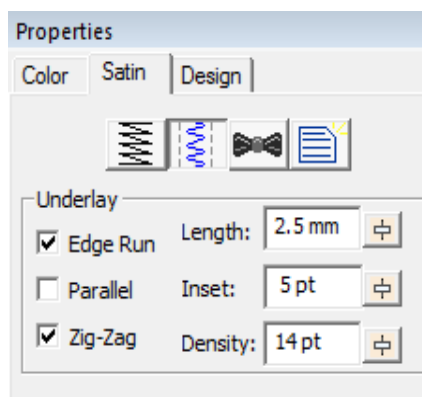 Properties
Color Satin Design
Underlay
Edge Run Length: 2.5 mm
Parallel Inset: 5 pt
Zig-Zag Density: 14 pt